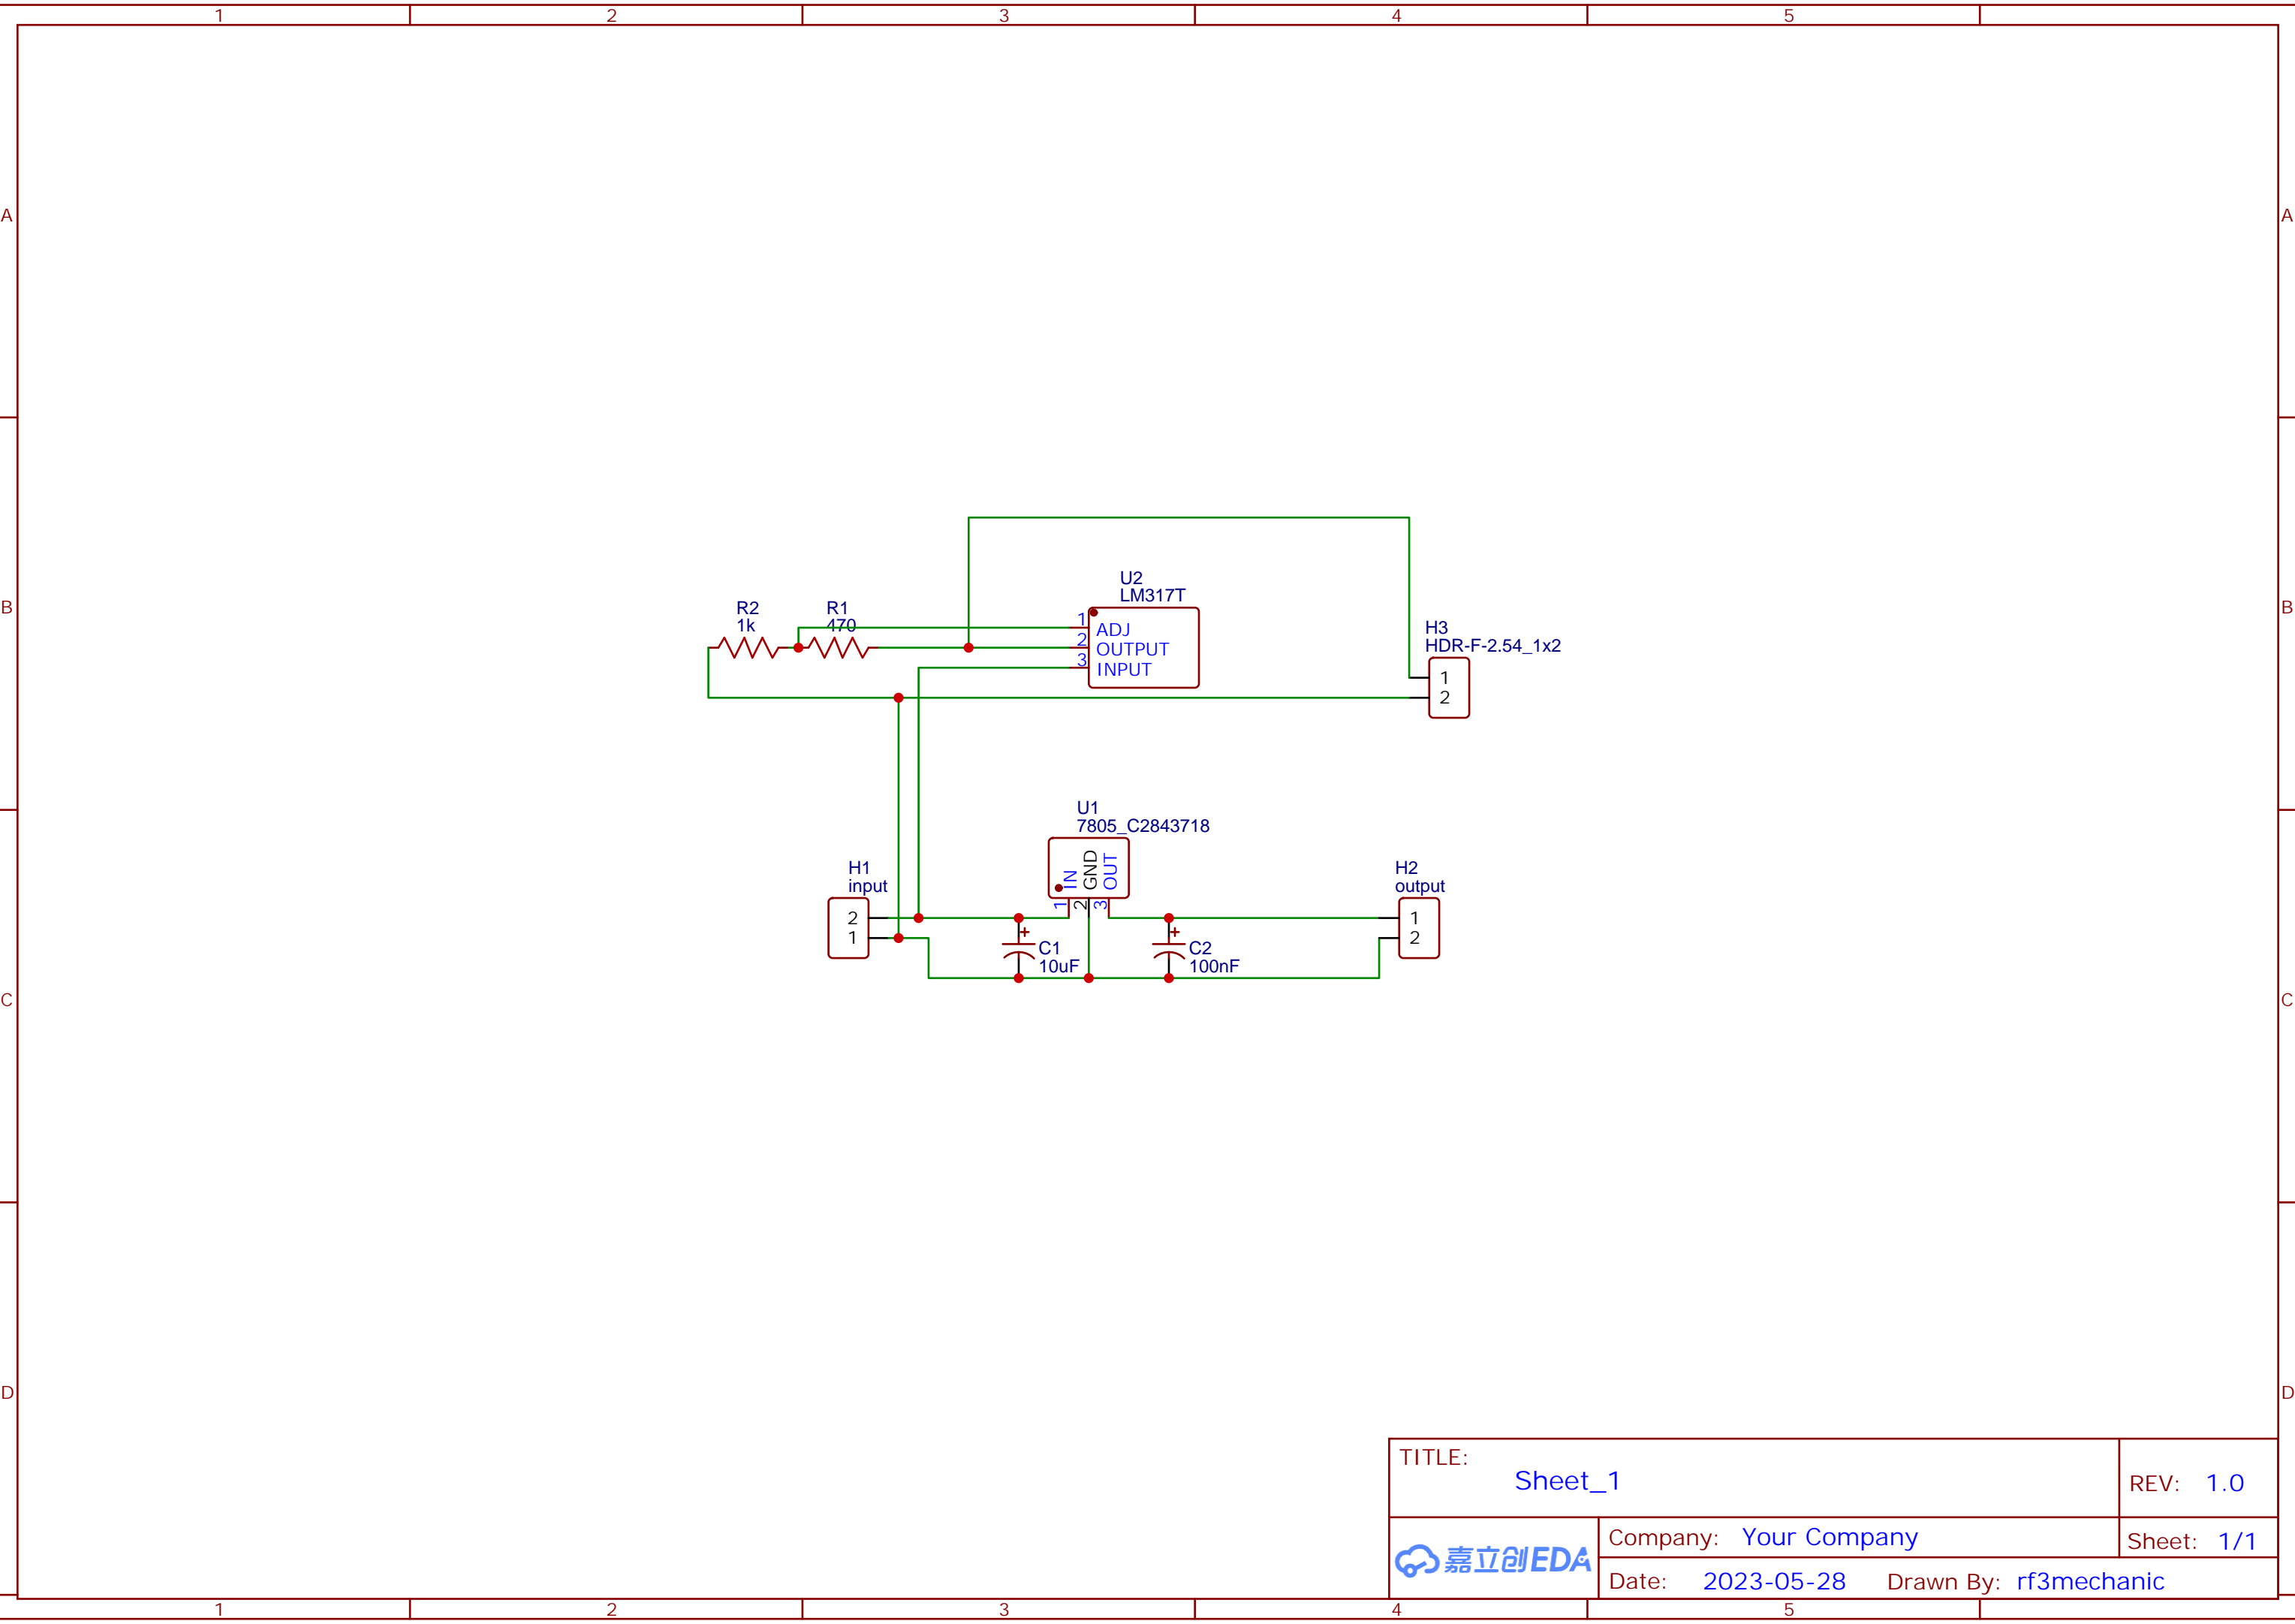 1 2 3 4 5
A A
U2
LM317T
R2 R1
1k 470
B B
1 ADJ
2 OUTPUT
3 INPUT
H3
HDR-F-2.54_1x2
1
2
U1
7805_C2843718
IN GND OUT
1 2 3
H1
input
2
1
H2
output
1
2
+ C1
10uF
+ C2
100nF
C C
D D
TITLE:
Sheet_1
REV: 1.0
嘉立创EDA
Company: Your Company
Sheet: 1/1
Date: 2023-05-28 Drawn By: rf3mechanic
1 2 3 4 5